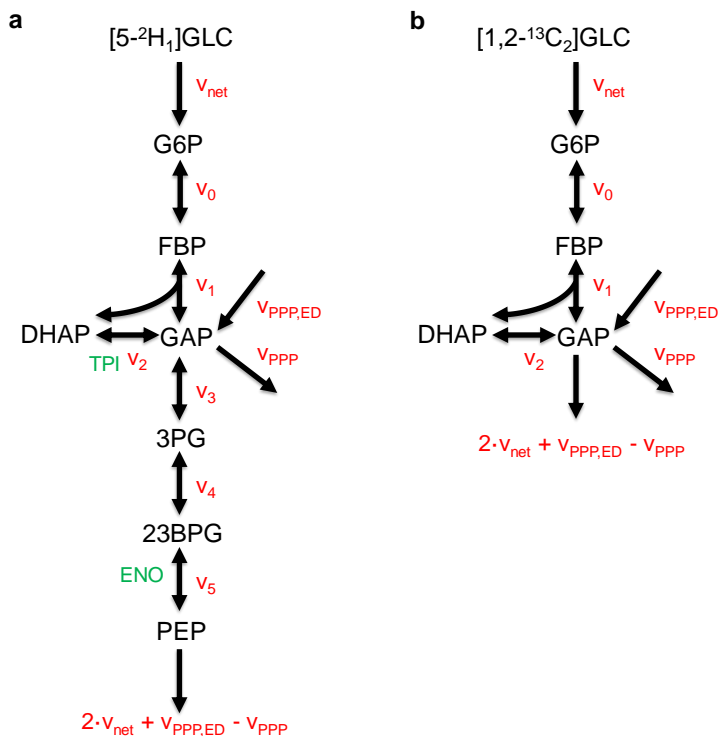 a
[5-²H₁]GLC
v_net
G6P
v₀
FBP
v₁
v_PPP,ED
DHAP
GAP
TPI
v₂
v_PPP
v₃
3PG
v₄
23BPG
ENO
v₅
PEP
2·v_net + v_PPP,ED - v_PPP
b
[1,2-¹³C₂]GLC
v_net
G6P
v₀
FBP
v₁
v_PPP,ED
DHAP
GAP
v₂
v_PPP
2·v_net + v_PPP,ED - v_PPP